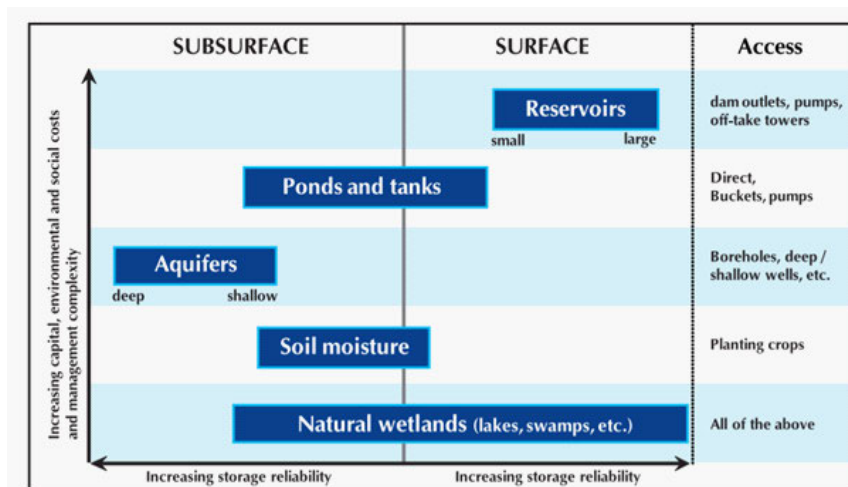 SUBSURFACE
SURFACE
Access
Increasing capital, environmental and social costs
and management complexity
Reservoirs
small
large
dam outlets, pumps,
off-take towers
Ponds and tanks
Direct,
Buckets, pumps
Aquifers
deep
shallow
Boreholes, deep /
shallow wells, etc.
Soil moisture
Planting crops
Natural wetlands (lakes, swamps, etc.)
All of the above
Increasing storage reliability
Increasing storage reliability